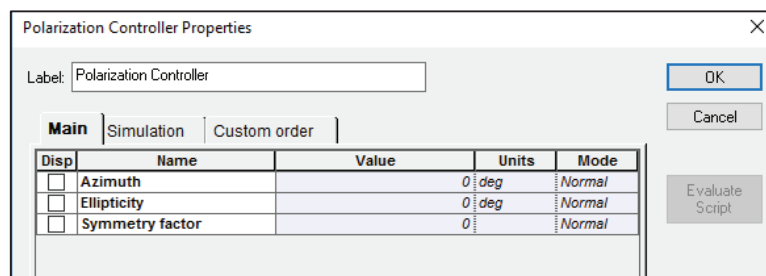 Polarization Controller Properties
Label: Polarization Controller
OK
Cancel
Main Simulation Custom order
Disp Name Value Units Mode
Azimuth 0 deg Normal
Ellipticity 0 deg Normal
Symmetry factor 0 Normal
Evaluate
Script